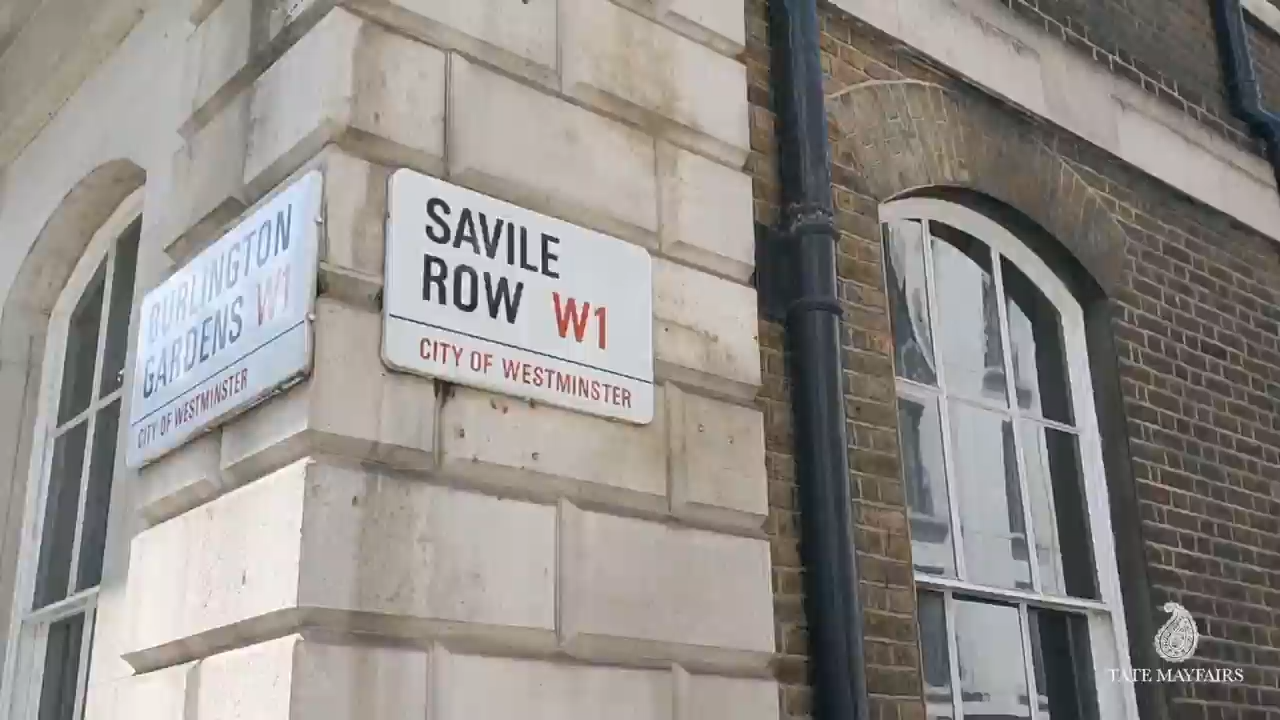 BURLINGTON
GARDENS W1
CITY OF WESTMINSTER
SAVILE
ROW W1
CITY OF WESTMINSTER
TATE MAYFAIRS